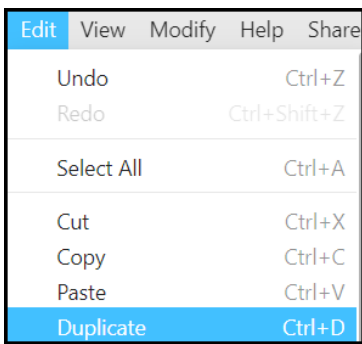 Edit View Modify Help Share
Undo Ctrl+Z
Redo Ctrl+Shift+Z
Select All Ctrl+A
Cut Ctrl+X
Copy Ctrl+C
Paste Ctrl+V
Duplicate Ctrl+D